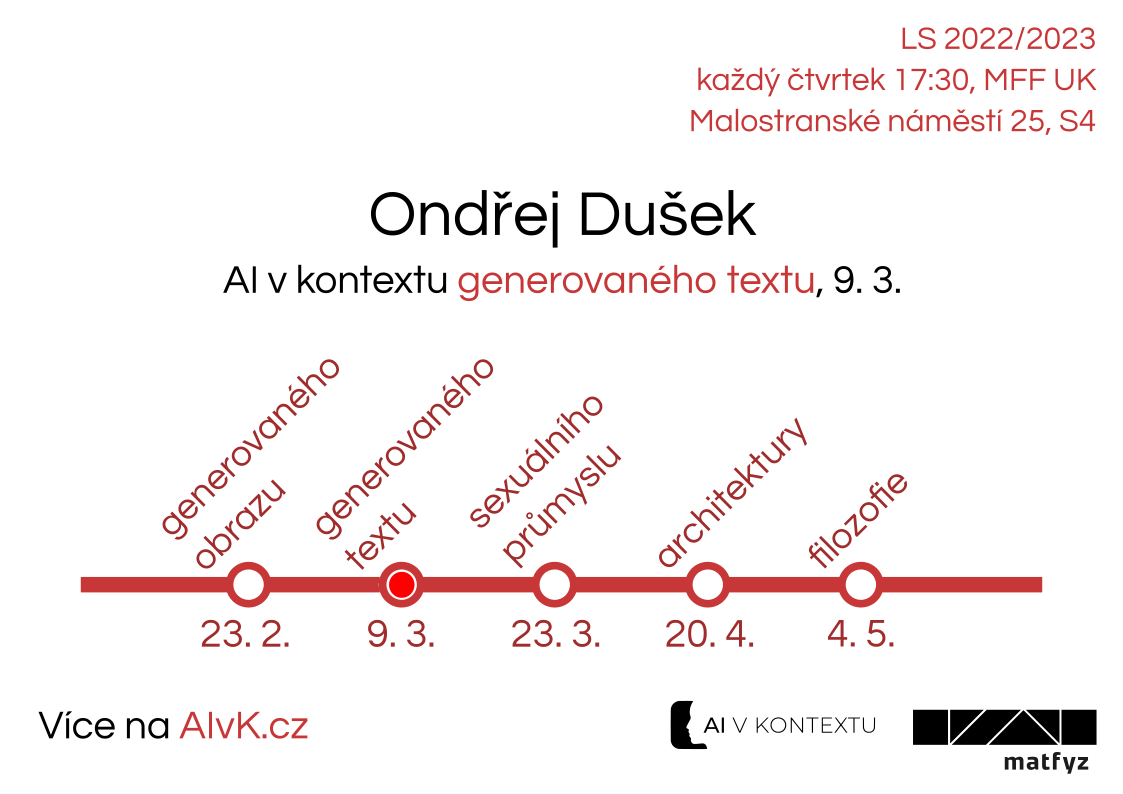 LS 2022/2023
každý čtvrtek 17:30, MFF UK
Malostranské náměstí 25, S4
Ondřej Dušek
AI v kontextu generovaného textu, 9. 3.
generovaného
obrazu
generovaného
textu
sexuálního
průmyslu
architektury
filozofie
23. 2.
9. 3.
23. 3.
20. 4.
4. 5.
Více na AIvK.cz
AI V KONTEXTU
matfyz